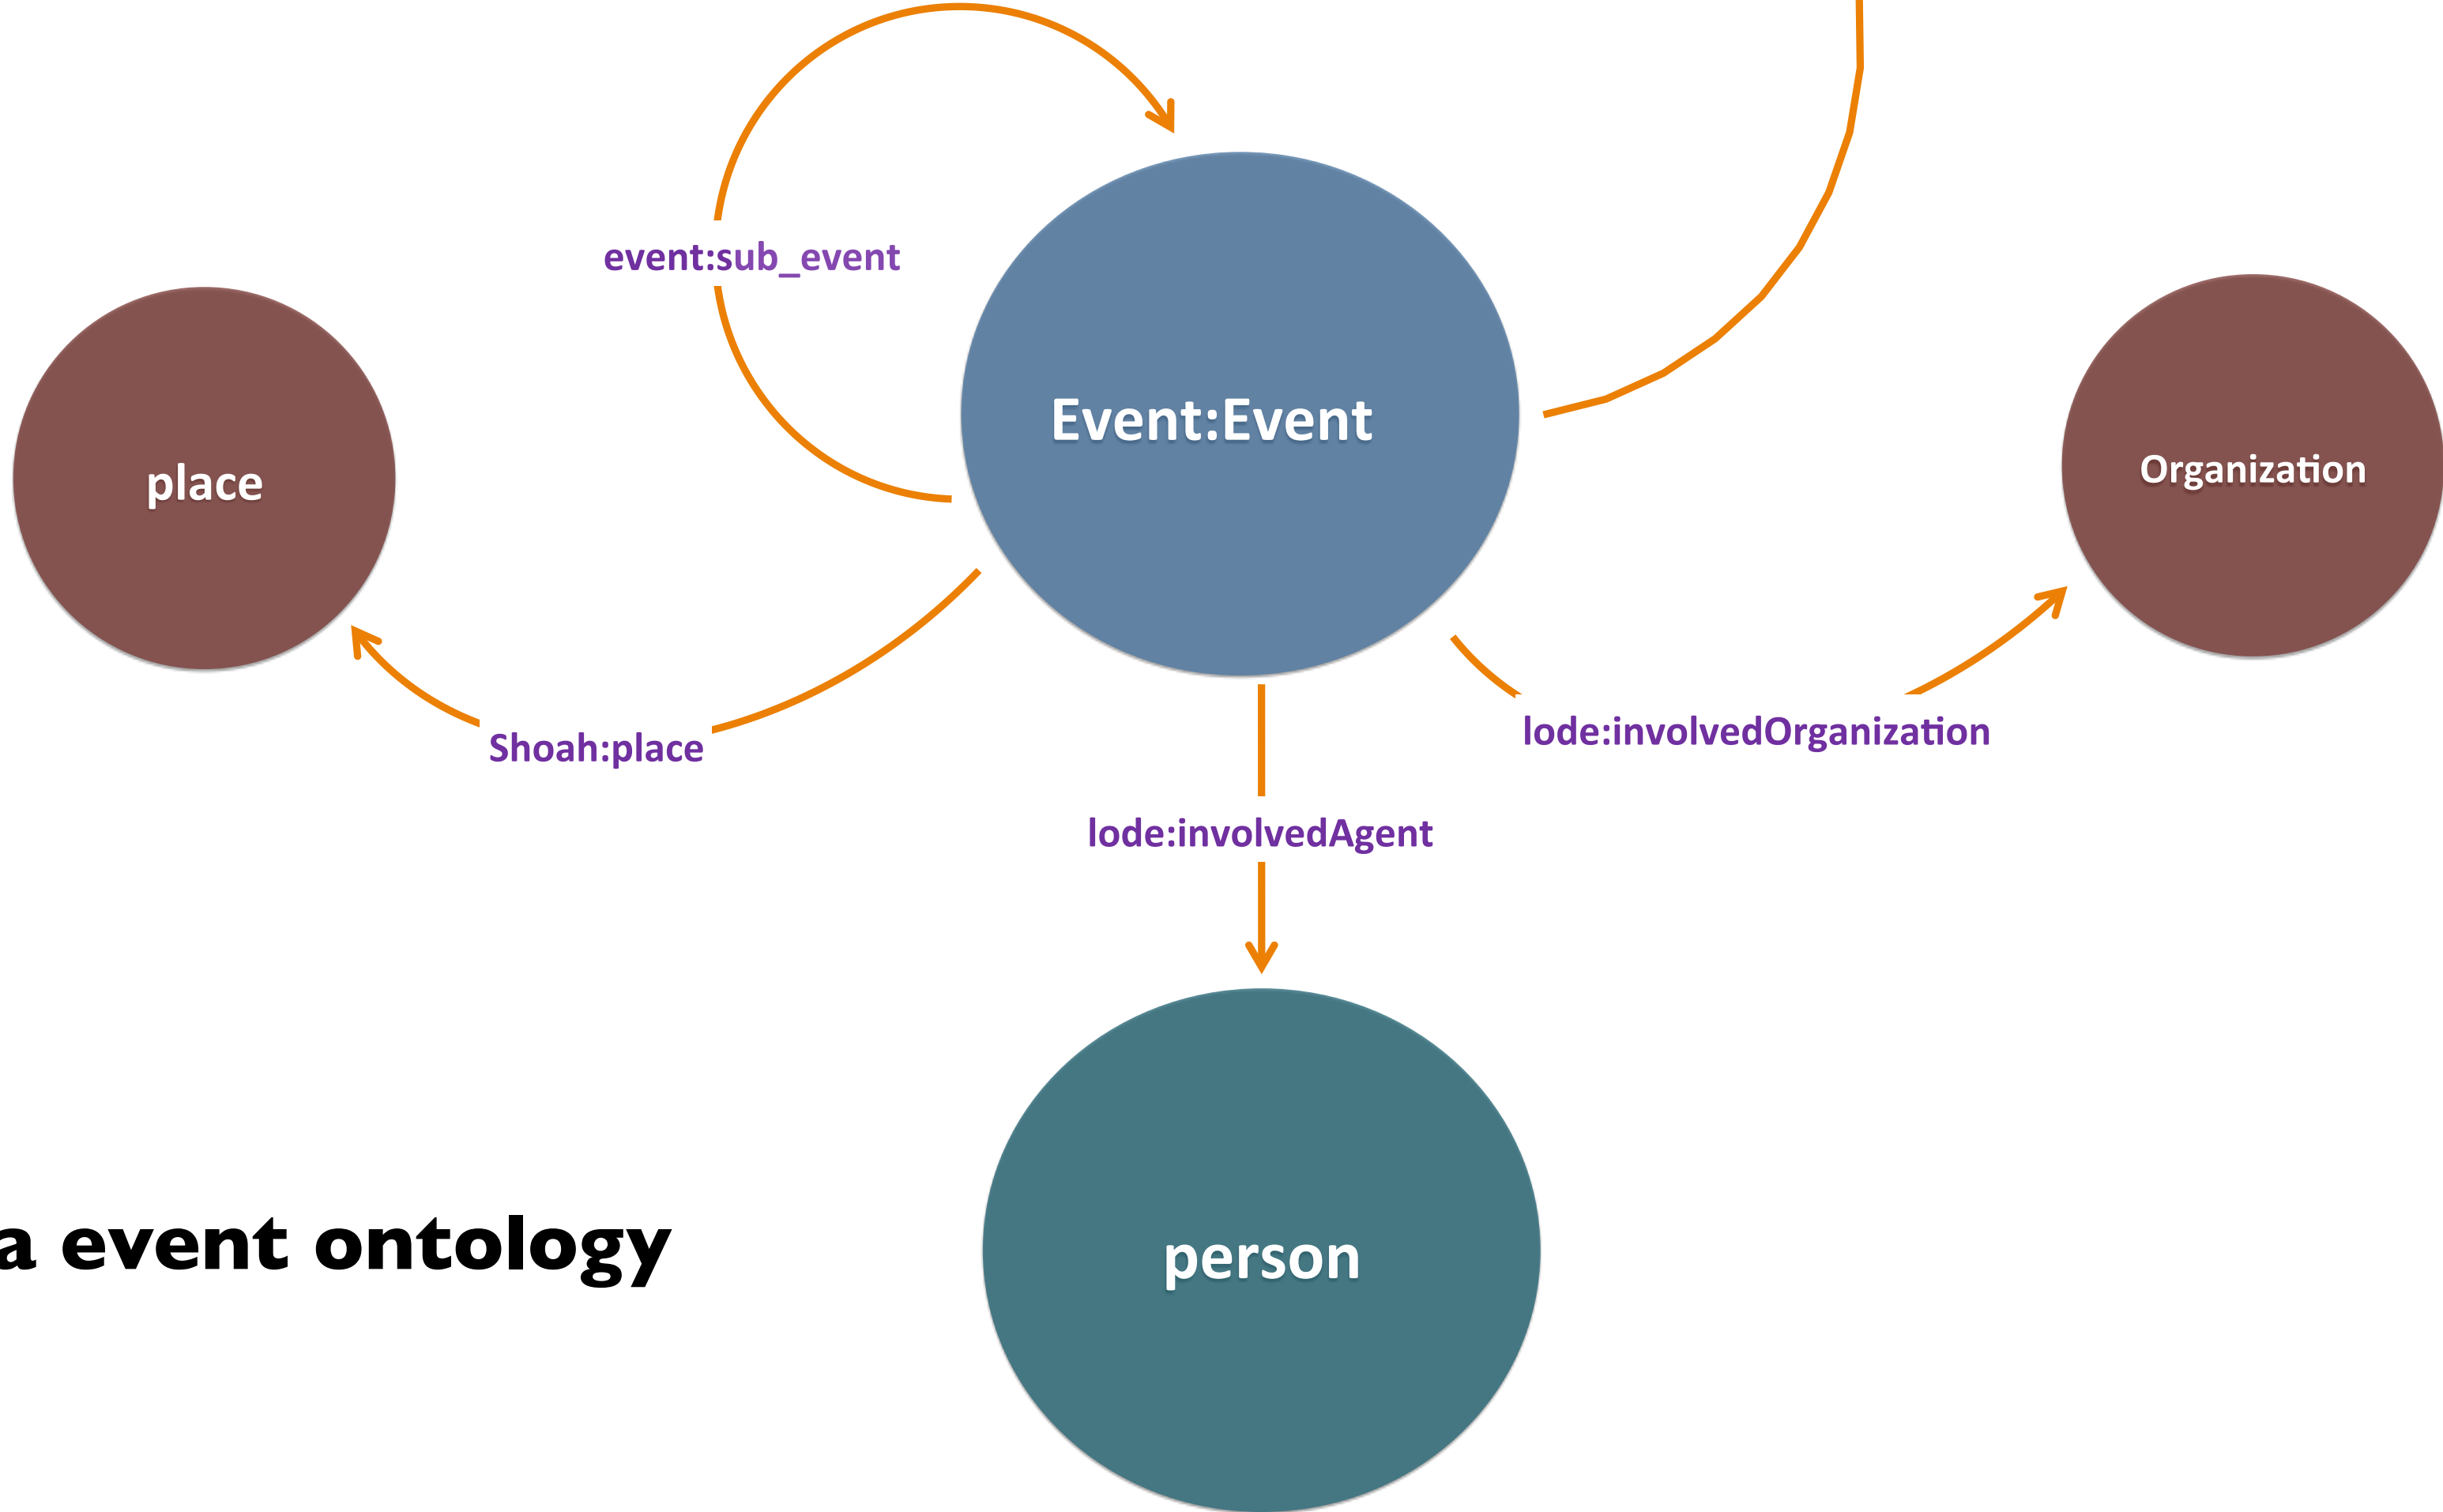 event:sub_event
Event:Event
place
Organization
Shoah:place
lode:involvedOrganization
lode:involvedAgent
a event ontology
person